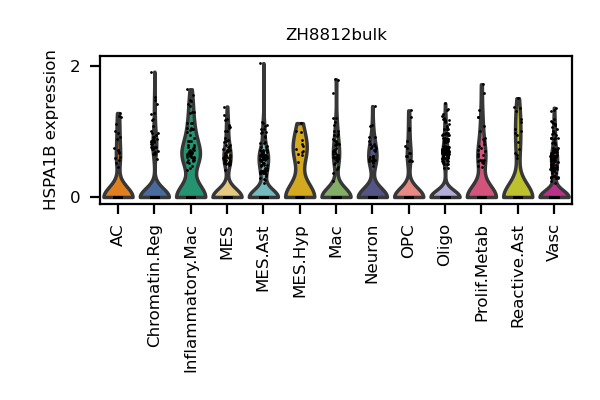 ZH8812bulk
HSPA1B expression
2
0
AC
Chromatin.Reg
Inflammatory.Mac
MES
MES.Ast
MES.Hyp
Mac
Neuron
OPC
Oligo
Prolif.Metab
Reactive.Ast
Vasc